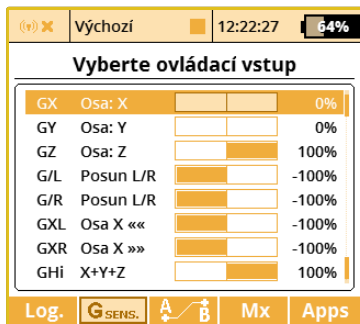 Výchozí 12:22:27 64%
Vyberte ovládací vstup
GX Osa: X 0%
GY Osa: Y 0%
GZ Osa: Z 100%
G/L Posun L/R -100%
G/R Posun L/R -100%
GXL Osa X «« -100%
GXR Osa X »» -100%
GHi X+Y+Z 100%
Log. G SENS. A B Mx Apps